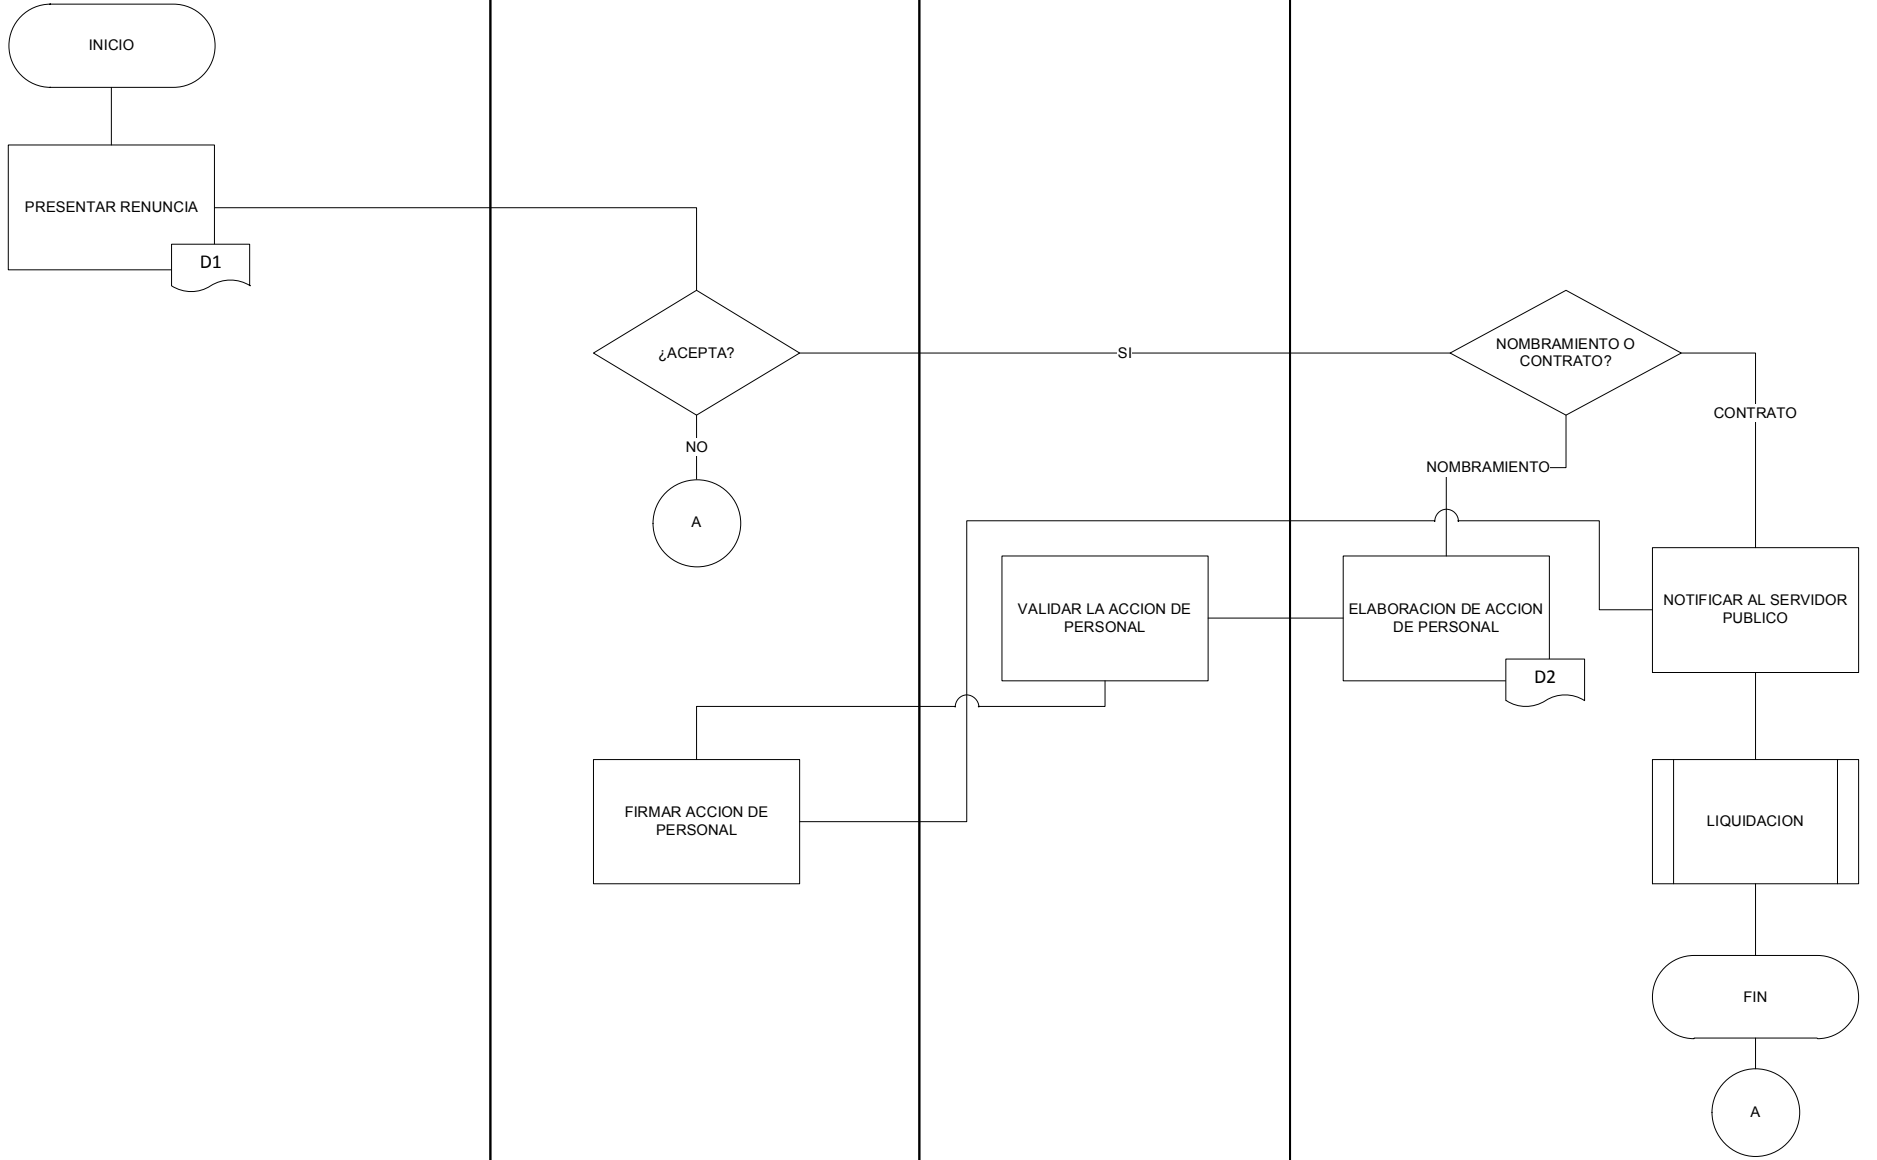 INICIO
PRESENTAR RENUNCIA
D1
¿ACEPTA?
SI
NOMBRAMIENTO O
CONTRATO?
CONTRATO
NO
NOMBRAMIENTO
A
VALIDAR LA ACCION DE
PERSONAL
ELABORACION DE ACCION
DE PERSONAL
D2
NOTIFICAR AL SERVIDOR
PUBLICO
FIRMAR ACCION DE
PERSONAL
LIQUIDACION
FIN
A